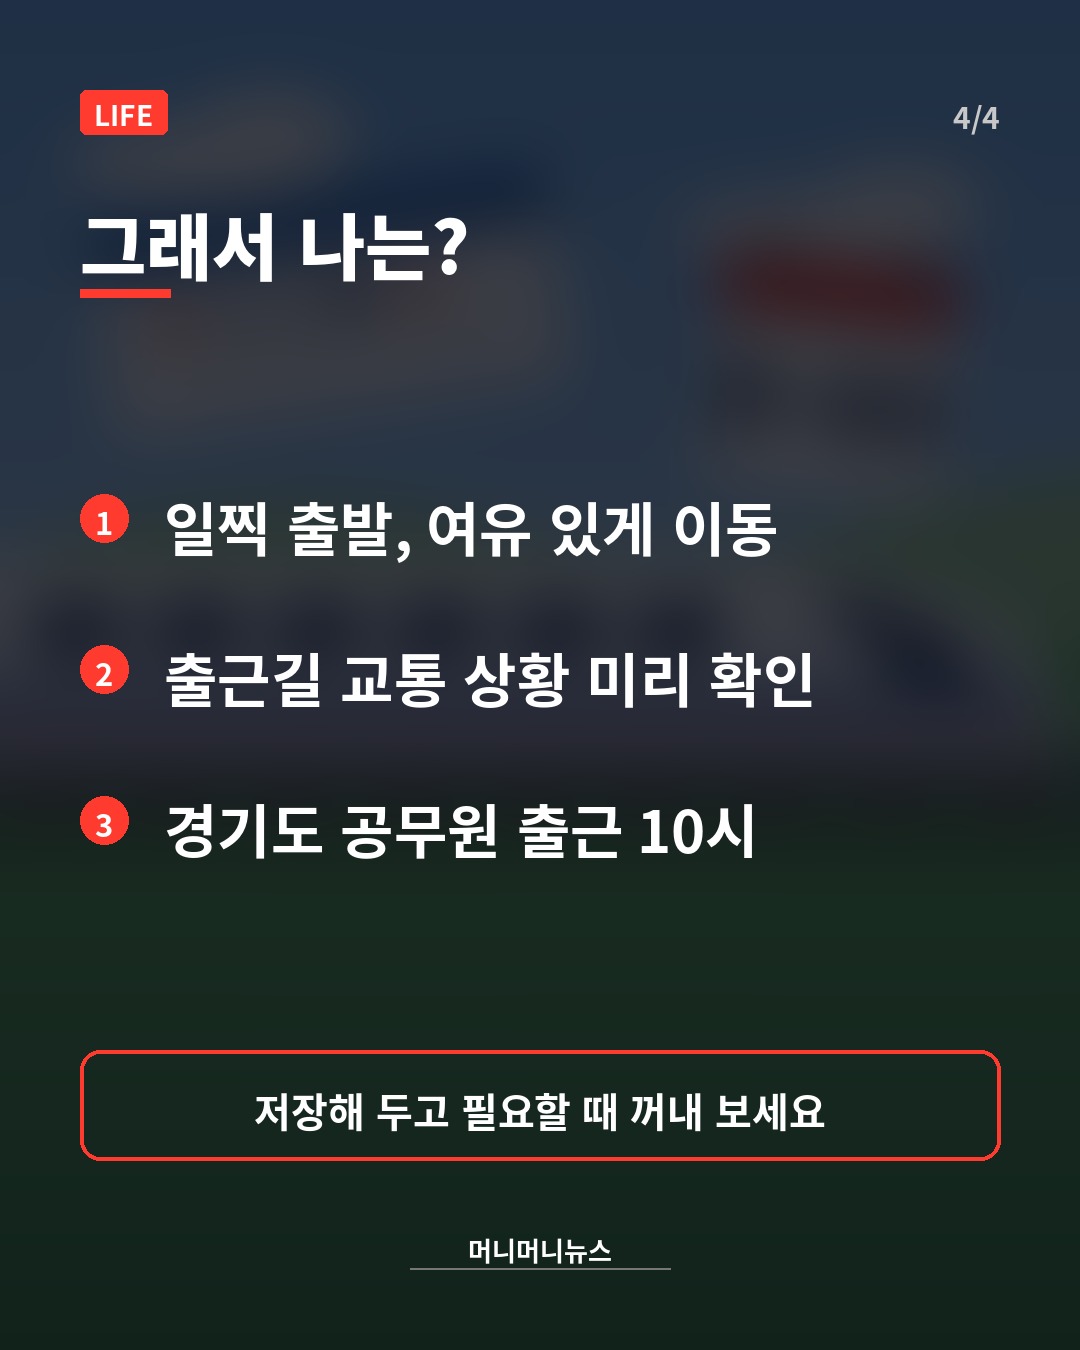 LIFE
4/4
그래서 나는?
1 일찍 출발, 여유 있게 이동
2 출근길 교통 상황 미리 확인
3 경기도 공무원 출근 10시
저장해 두고 필요할 때 꺼내 보세요
머니머니뉴스